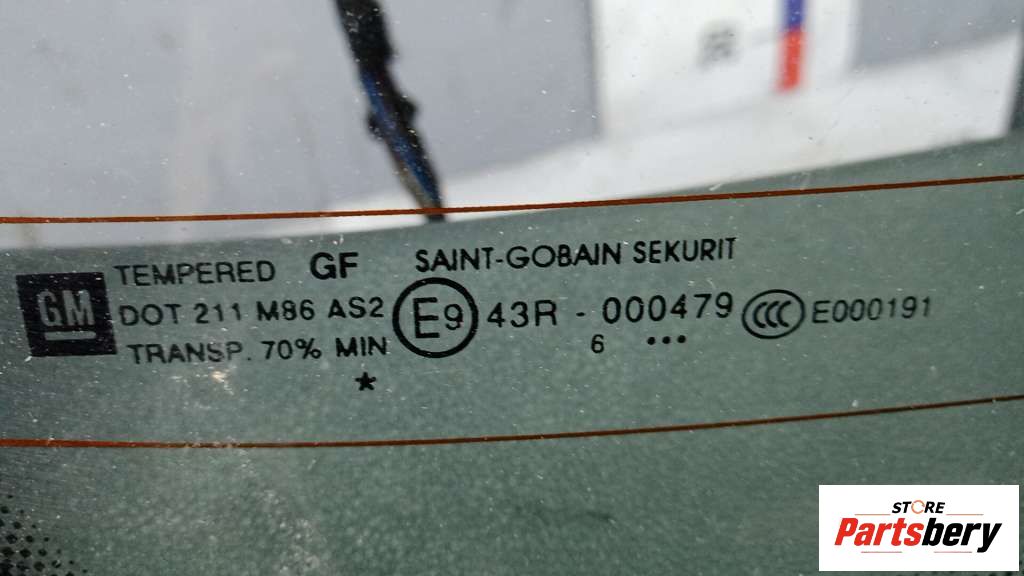 TEMPERED GF SAINT-GOBAIN SEKURIT
GM
DOT 211 M86 AS2 E9 43R - 000479 CCC E000191
TRANSP. 70% MIN 6 •••
*
STORE
Partsbery